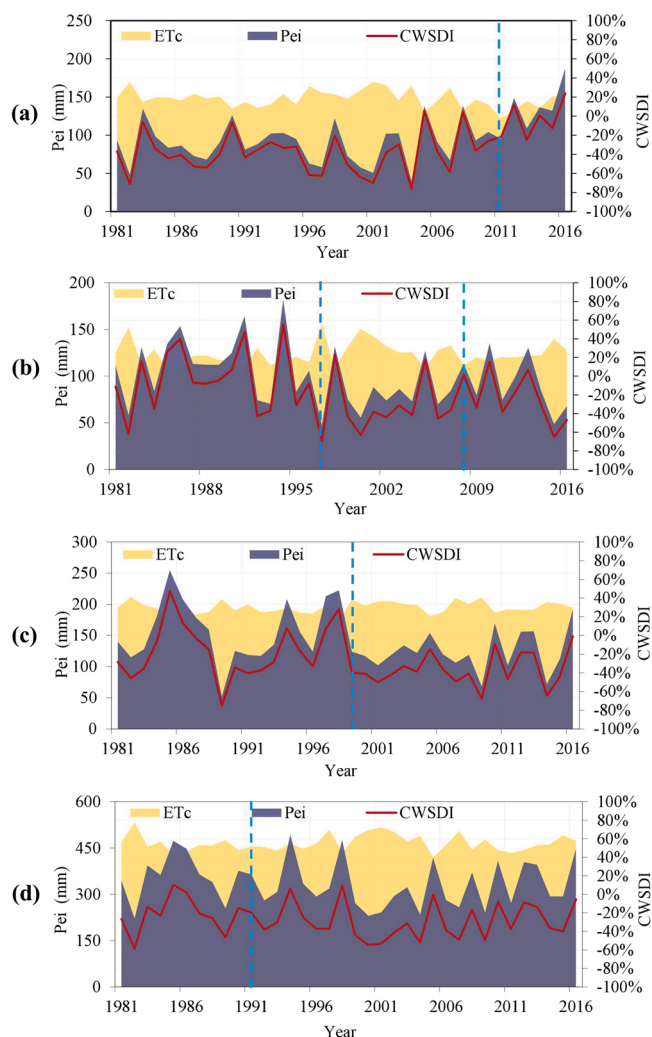 ETc Pei CWSDI
(a)
Pei (mm)
250
200
150
100
50
0
100%
80%
60%
40%
20%
0%
-20%
-40%
-60%
-80%
-100%
CWSDI
1981 1986 1991 1996 2001 2006 2011 2016
Year
ETc Pei CWSDI
(b)
Pei (mm)
200
150
100
50
0
100%
80%
60%
40%
20%
0%
-20%
-40%
-60%
-80%
-100%
CWSDI
1981 1988 1995 2002 2009 2016
Year
ETc Pei CWSDI
(c)
Pei (mm)
300
250
200
150
100
50
0
100%
80%
60%
40%
20%
0%
-20%
-40%
-60%
-80%
-100%
CWSDI
1981 1986 1991 1996 2001 2006 2011 2016
Year
ETc Pei CWSDI
(d)
Pei (mm)
600
450
300
150
0
100%
80%
60%
40%
20%
0%
-20%
-40%
-60%
-80%
-100%
CWSDI
1981 1986 1991 1996 2001 2006 2011 2016
Year